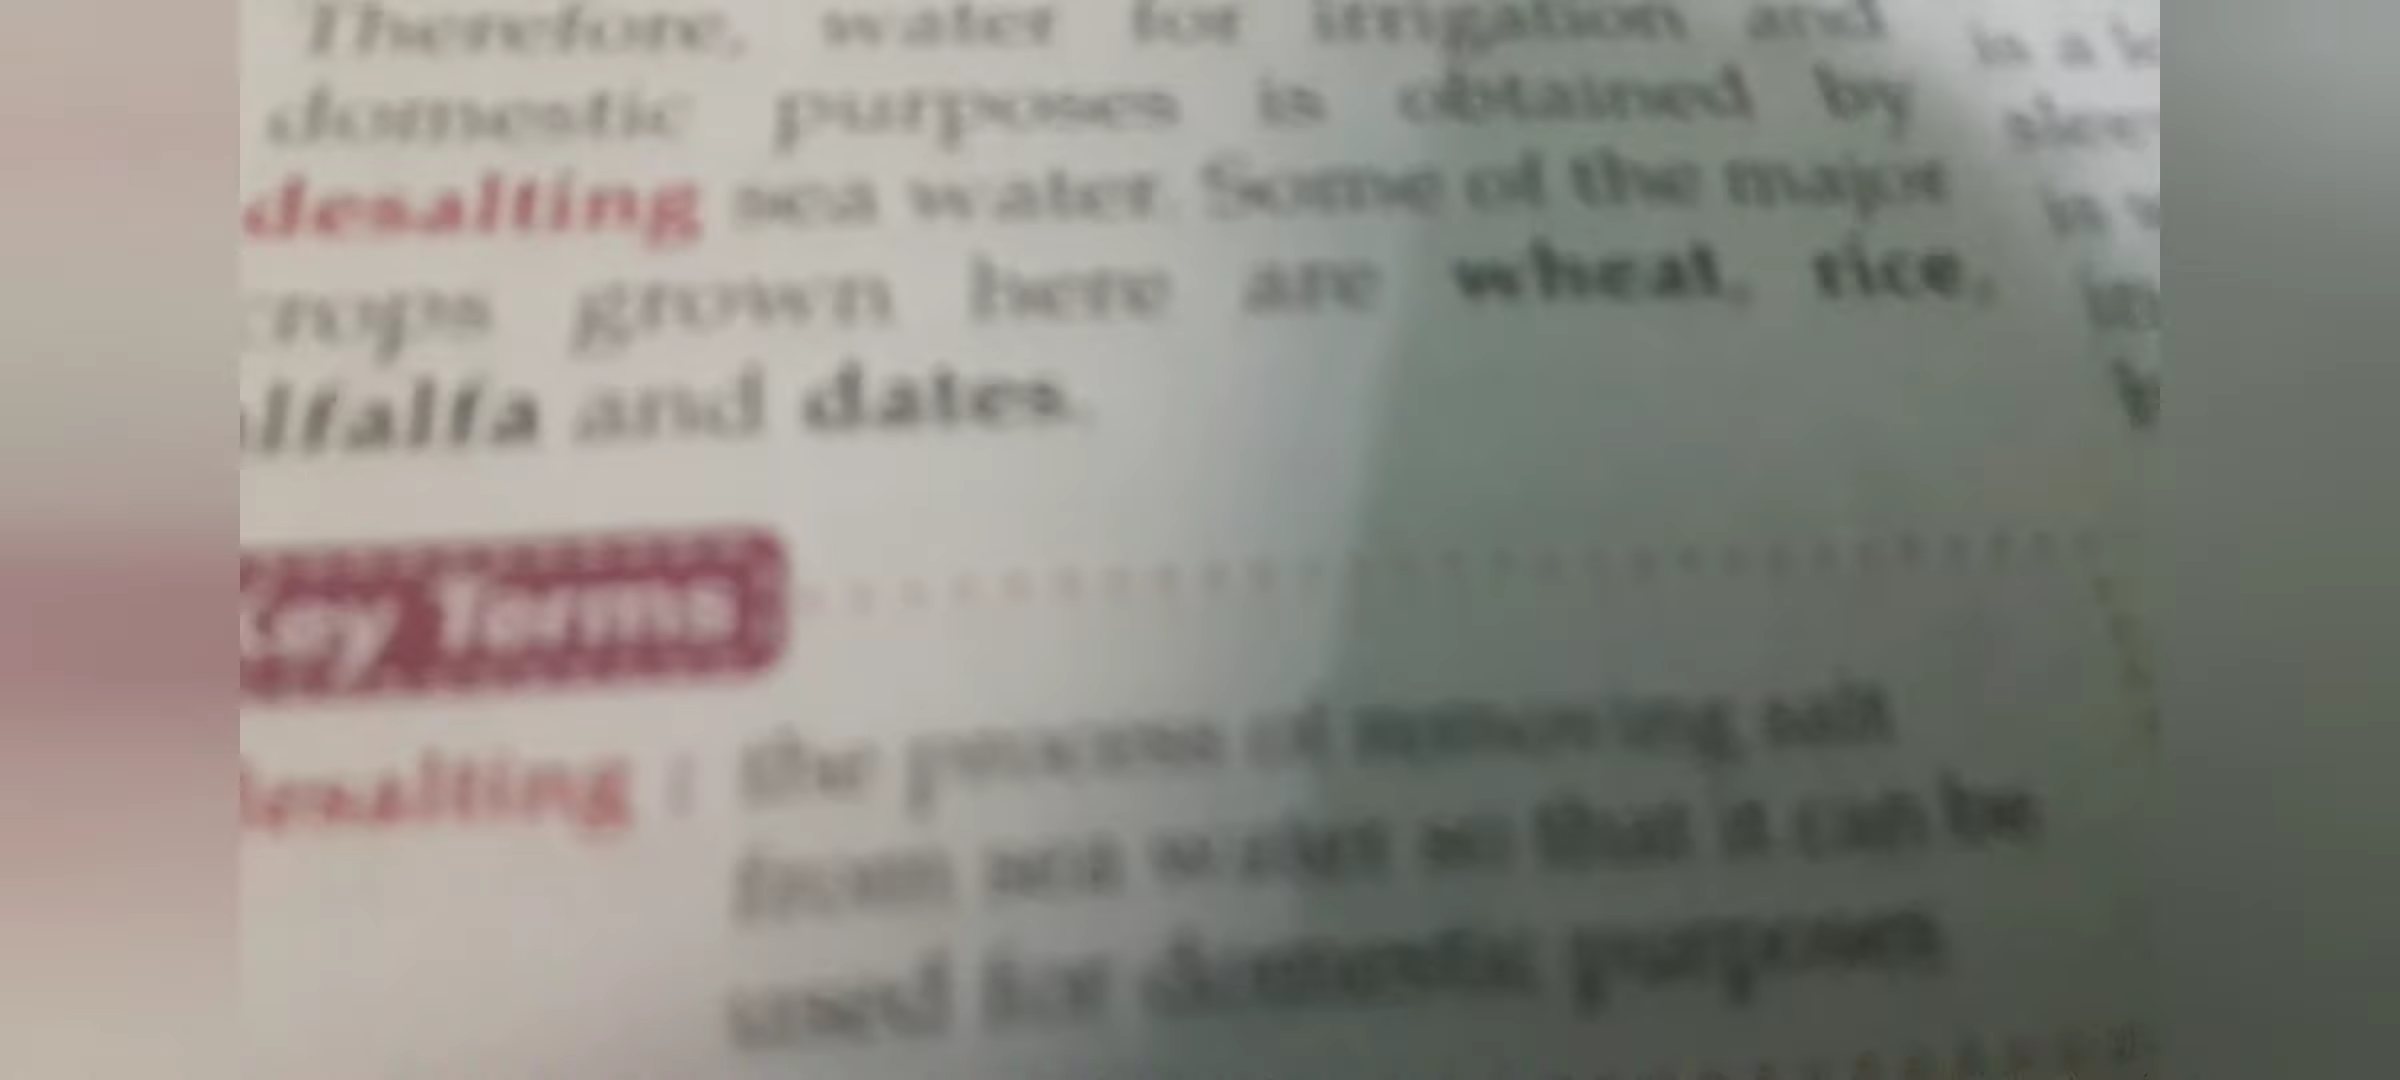 Therefore, water for irrigation and
domestic purposes is obtained by
desalting sea water. Some of the major
crops grown here are wheat, rice,
alfalfa and dates.
Key Terms
desalting : the process of removing salt
from sea water so that it can be
used for domestic purposes
is a
in